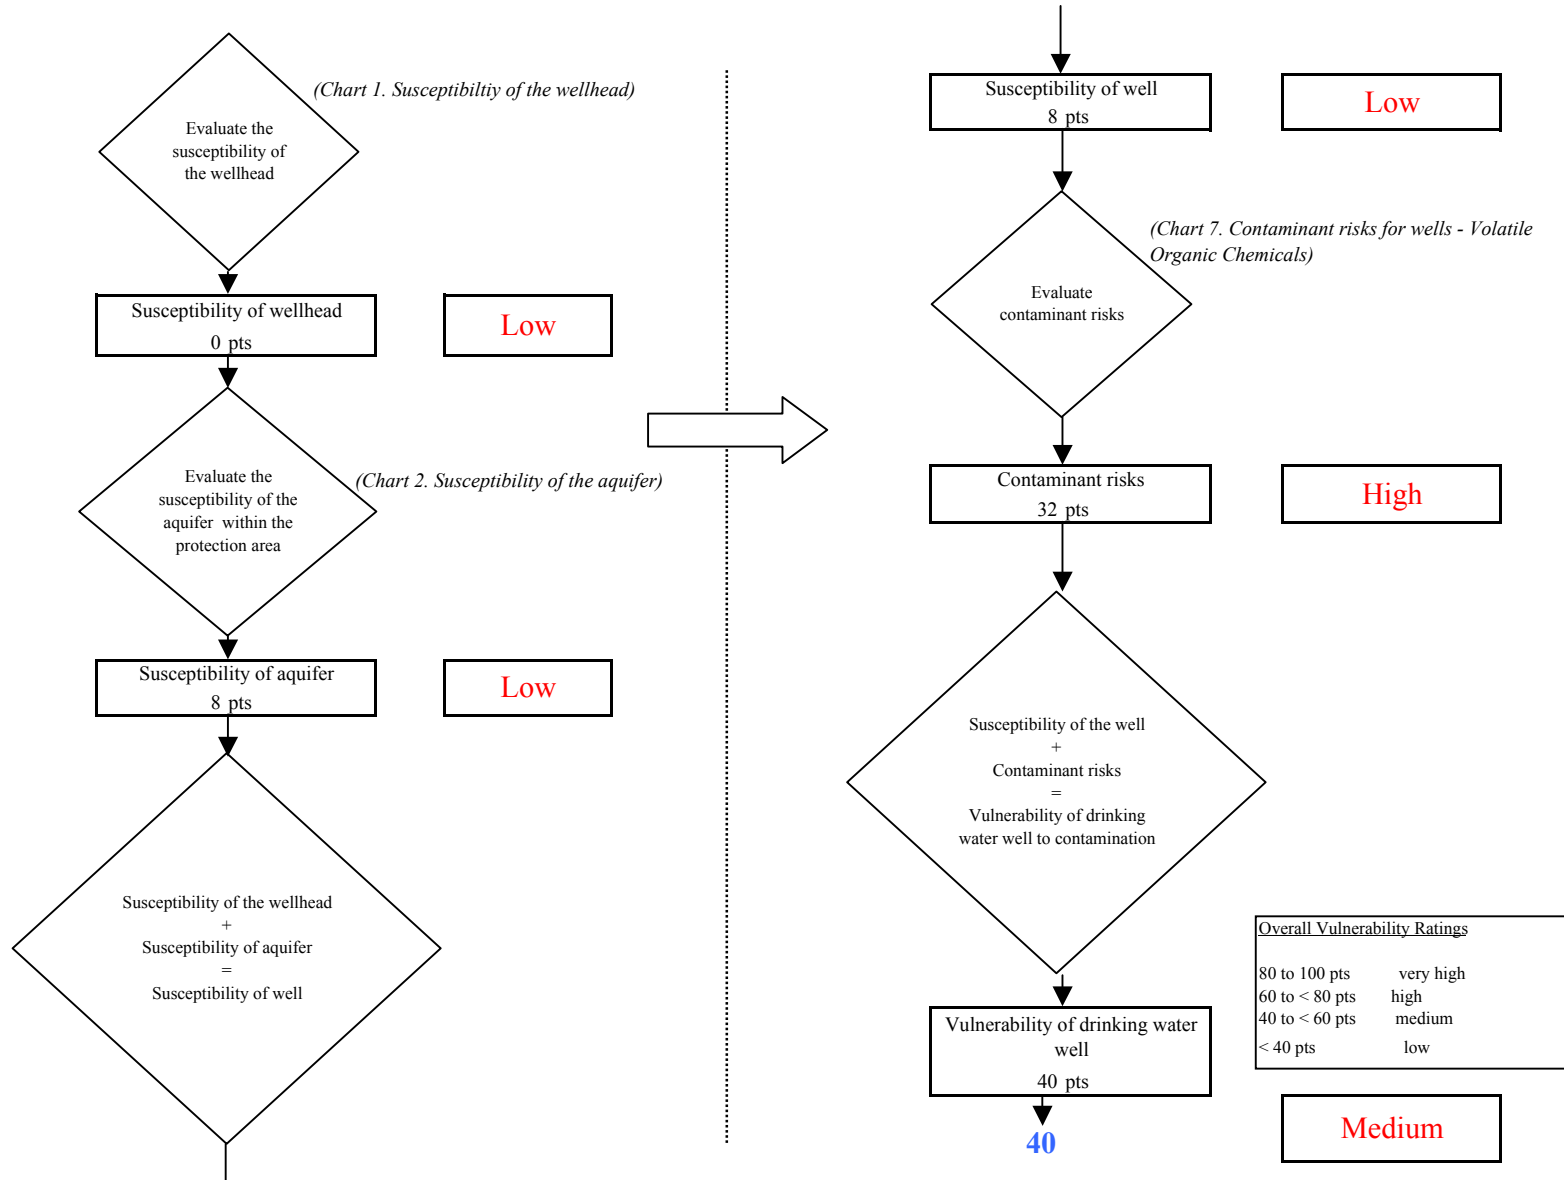 (Chart 1. Susceptibiltiy of the wellhead)
Evaluate the
susceptibility of
the wellhead
Susceptibility of wellhead
0 pts
Low
(Chart 2. Susceptibility of the aquifer)
Evaluate the
susceptibility of the
aquifer within the
protection area
Susceptibility of aquifer
8 pts
Low
Susceptibility of the wellhead
+
Susceptibility of aquifer
=
Susceptibility of well
Susceptibility of well
8 pts
Low
(Chart 7. Contaminant risks for wells - Volatile
Organic Chemicals)
Evaluate
contaminant risks
Contaminant risks
32 pts
High
Susceptibility of the well
+
Contaminant risks
=
Vulnerability of drinking
water well to contamination
Overall Vulnerability Ratings
80 to 100 pts very high
60 to < 80 pts high
40 to < 60 pts medium
< 40 pts low
Vulnerability of drinking water
well
40 pts
40
Medium